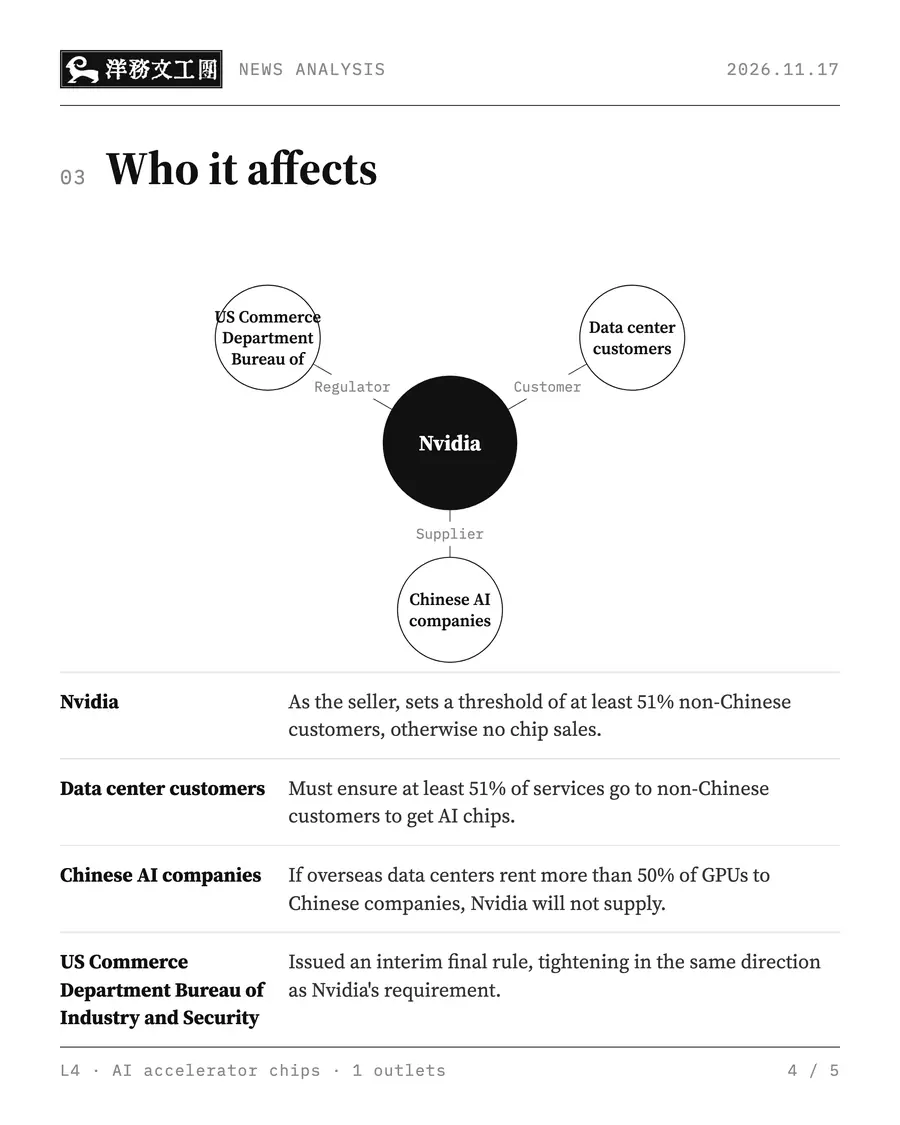 洋務文工團 NEWS ANALYSIS 2026.11.17
03 Who it affects
US Commerce
Department
Bureau of
Data center
customers
Regulator
Customer
Nvidia
Supplier
Chinese AI
companies
Nvidia
As the seller, sets a threshold of at least 51% non-Chinese
customers, otherwise no chip sales.
Data center customers
Must ensure at least 51% of services go to non-Chinese
customers to get AI chips.
Chinese AI companies
If overseas data centers rent more than 50% of GPUs to
Chinese companies, Nvidia will not supply.
US Commerce
Department Bureau of
Industry and Security
Issued an interim final rule, tightening in the same direction
as Nvidia's requirement.
L4 · AI accelerator chips · 1 outlets 4 / 5